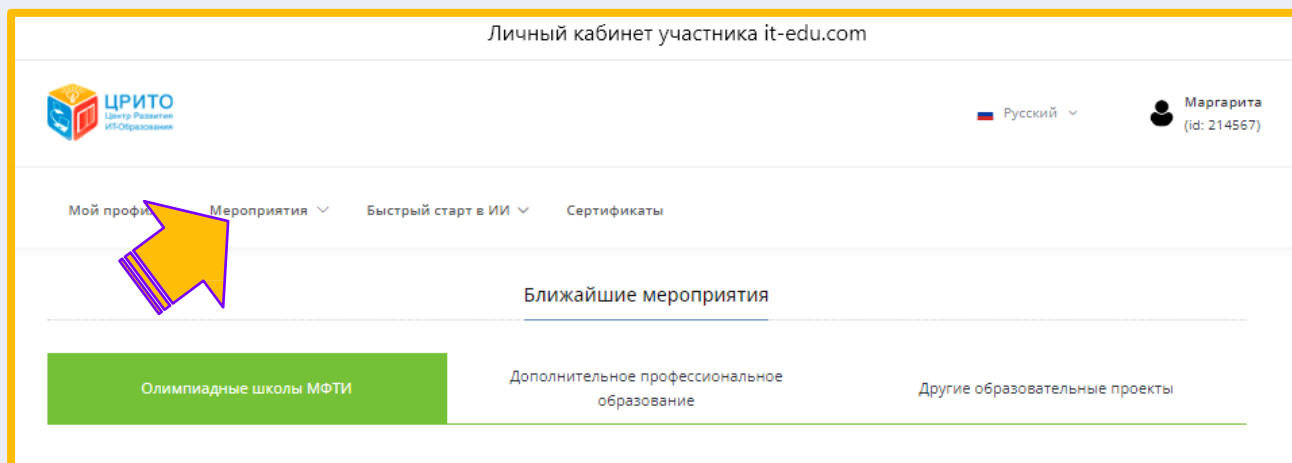 Личный кабинет участника it-edu.com
ЦРИТО
Центр Развития
ИТ-Образования
Русский
Маргарита
(id: 214567)
Мой Мероприятия Быстрый старт в ИИ Сертификаты
Ближайшие мероприятия
Олимпиадные школы МФТИ
Дополнительное профессиональное
образование
Другие образовательные проекты